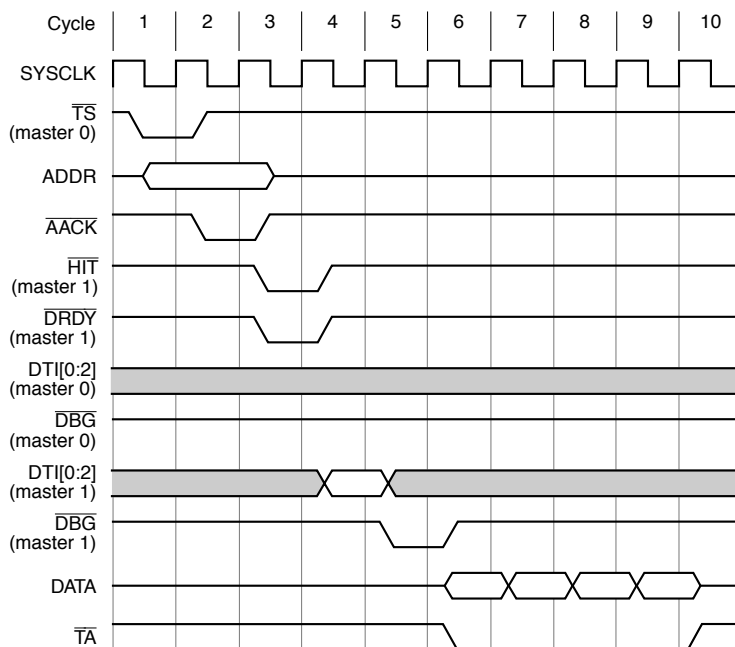 Cycle 1 2 3 4 5 6 7 8 9 10
SYSCLK
TS
(master 0)
ADDR
AACK
HIT
(master 1)
DRDY
(master 1)
DTI[0:2]
(master 0)
DBG
(master 0)
DTI[0:2]
(master 1)
DBG
(master 1)
DATA
TA